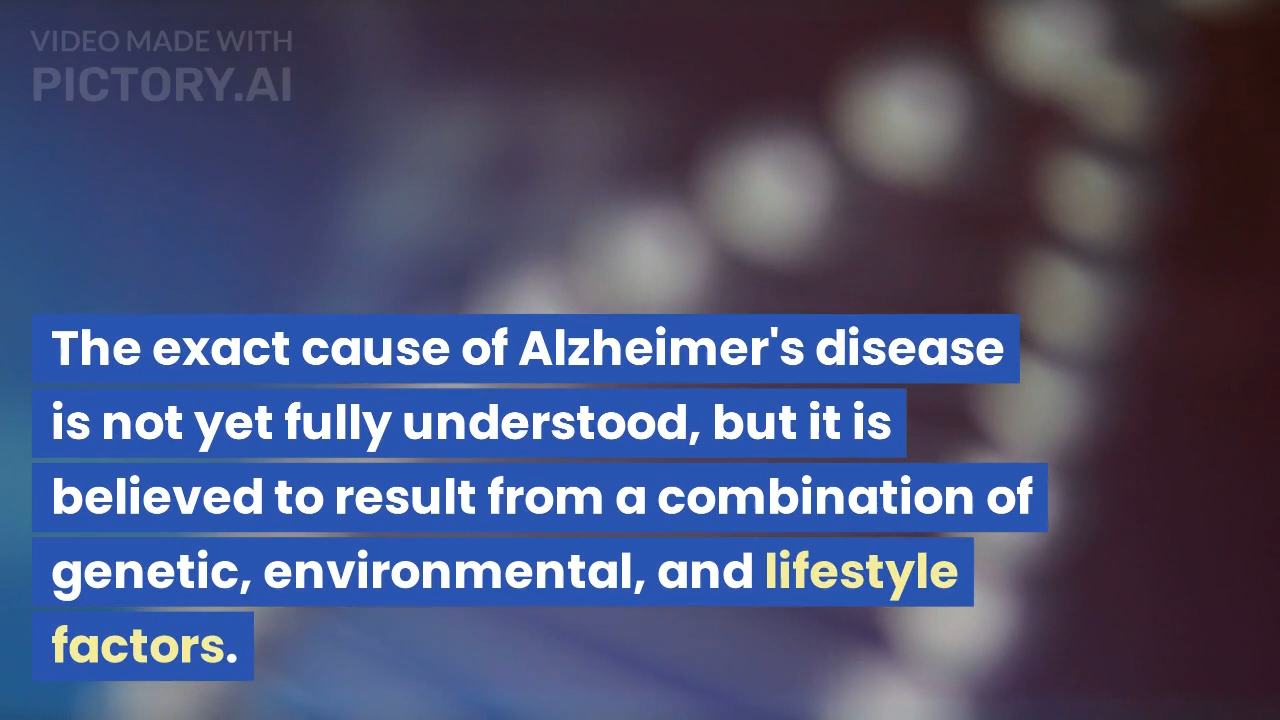 VIDEO MADE WITH
PICTORY.AI
The exact cause of Alzheimer's disease
is not yet fully understood, but it is
believed to result from a combination of
genetic, environmental, and lifestyle
factors.